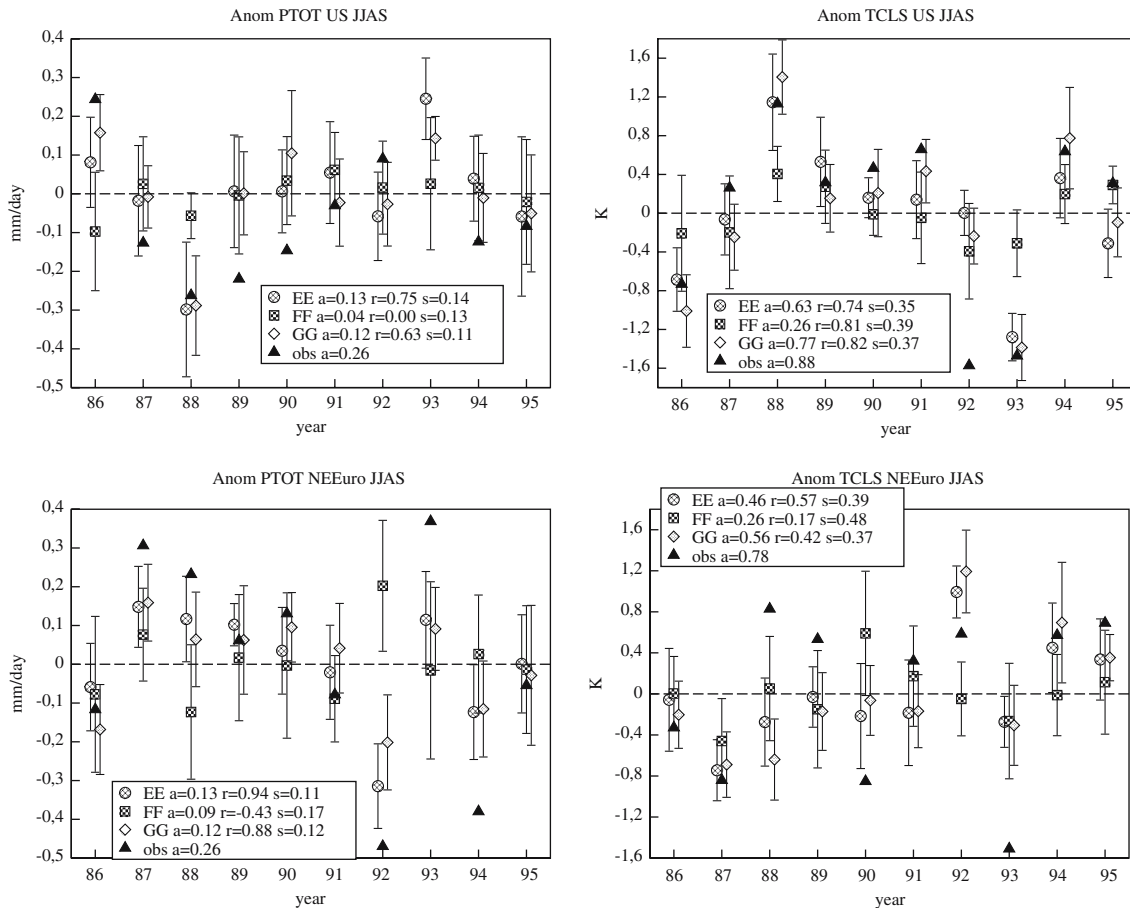 Anom PTOT US JJAS
0,4
0,3
0,2
0,1
0
-0,1
-0,2
-0,3
-0,4
-0,5
mm/day
EE a=0.13 r=0.75 s=0.14
FF a=0.04 r=0.00 s=0.13
GG a=0.12 r=0.63 s=0.11
obs a=0.26
86 87 88 89 90 91 92 93 94 95
year
Anom TCLS US JJAS
1,6
1,2
0,8
0,4
0
-0,4
-0,8
-1,2
-1,6
K
EE a=0.63 r=0.74 s=0.35
FF a=0.26 r=0.81 s=0.39
GG a=0.77 r=0.82 s=0.37
obs a=0.88
86 87 88 89 90 91 92 93 94 95
year
Anom PTOT NEEuro JJAS
0,4
0,3
0,2
0,1
0
-0,1
-0,2
-0,3
-0,4
-0,5
mm/day
EE a=0.13 r=0.94 s=0.11
FF a=0.09 r=-0.43 s=0.17
GG a=0.12 r=0.88 s=0.12
obs a=0.26
86 87 88 89 90 91 92 93 94 95
year
Anom TCLS NEEuro JJAS
EE a=0.46 r=0.57 s=0.39
FF a=0.26 r=0.17 s=0.48
GG a=0.56 r=0.42 s=0.37
obs a=0.78
1,6
1,2
0,8
0,4
0
-0,4
-0,8
-1,2
-1,6
K
86 87 88 89 90 91 92 93 94 95
year